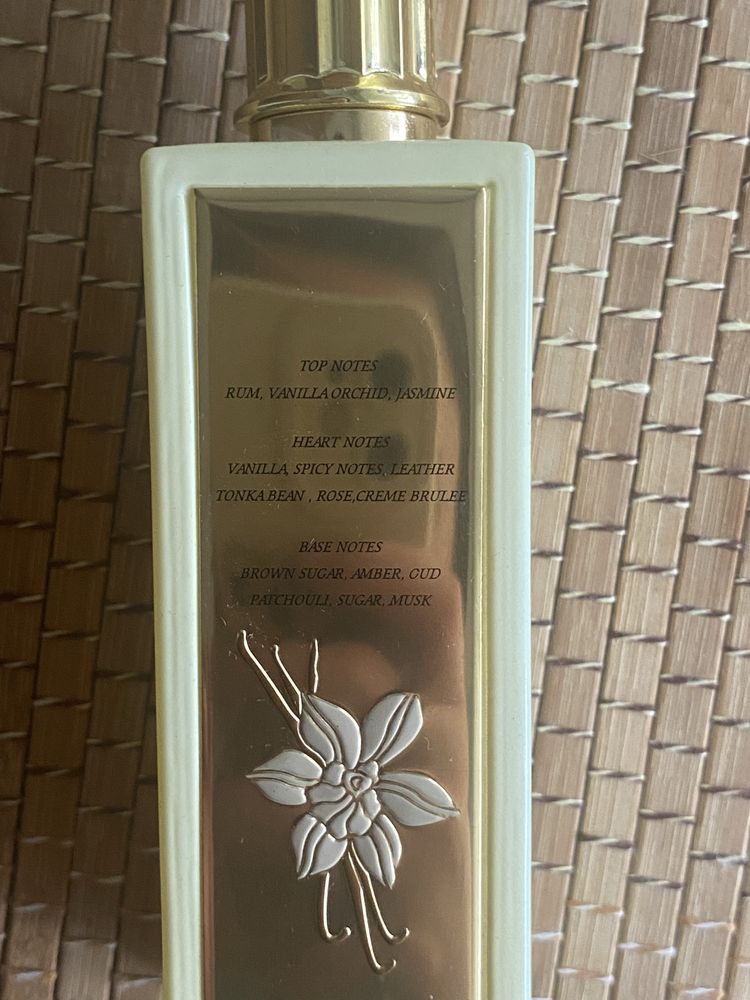 TOP NOTES
RUM, VANILLA ORCHID, JASMINE
HEART NOTES
VANILLA, SPICY NOTES, LEATHER
TONKA BEAN , ROSE,CREME BRULEE
BASE NOTES
BROWN SUGAR, AMBER, OUD
PATCHOULI, SUGAR, MUSK